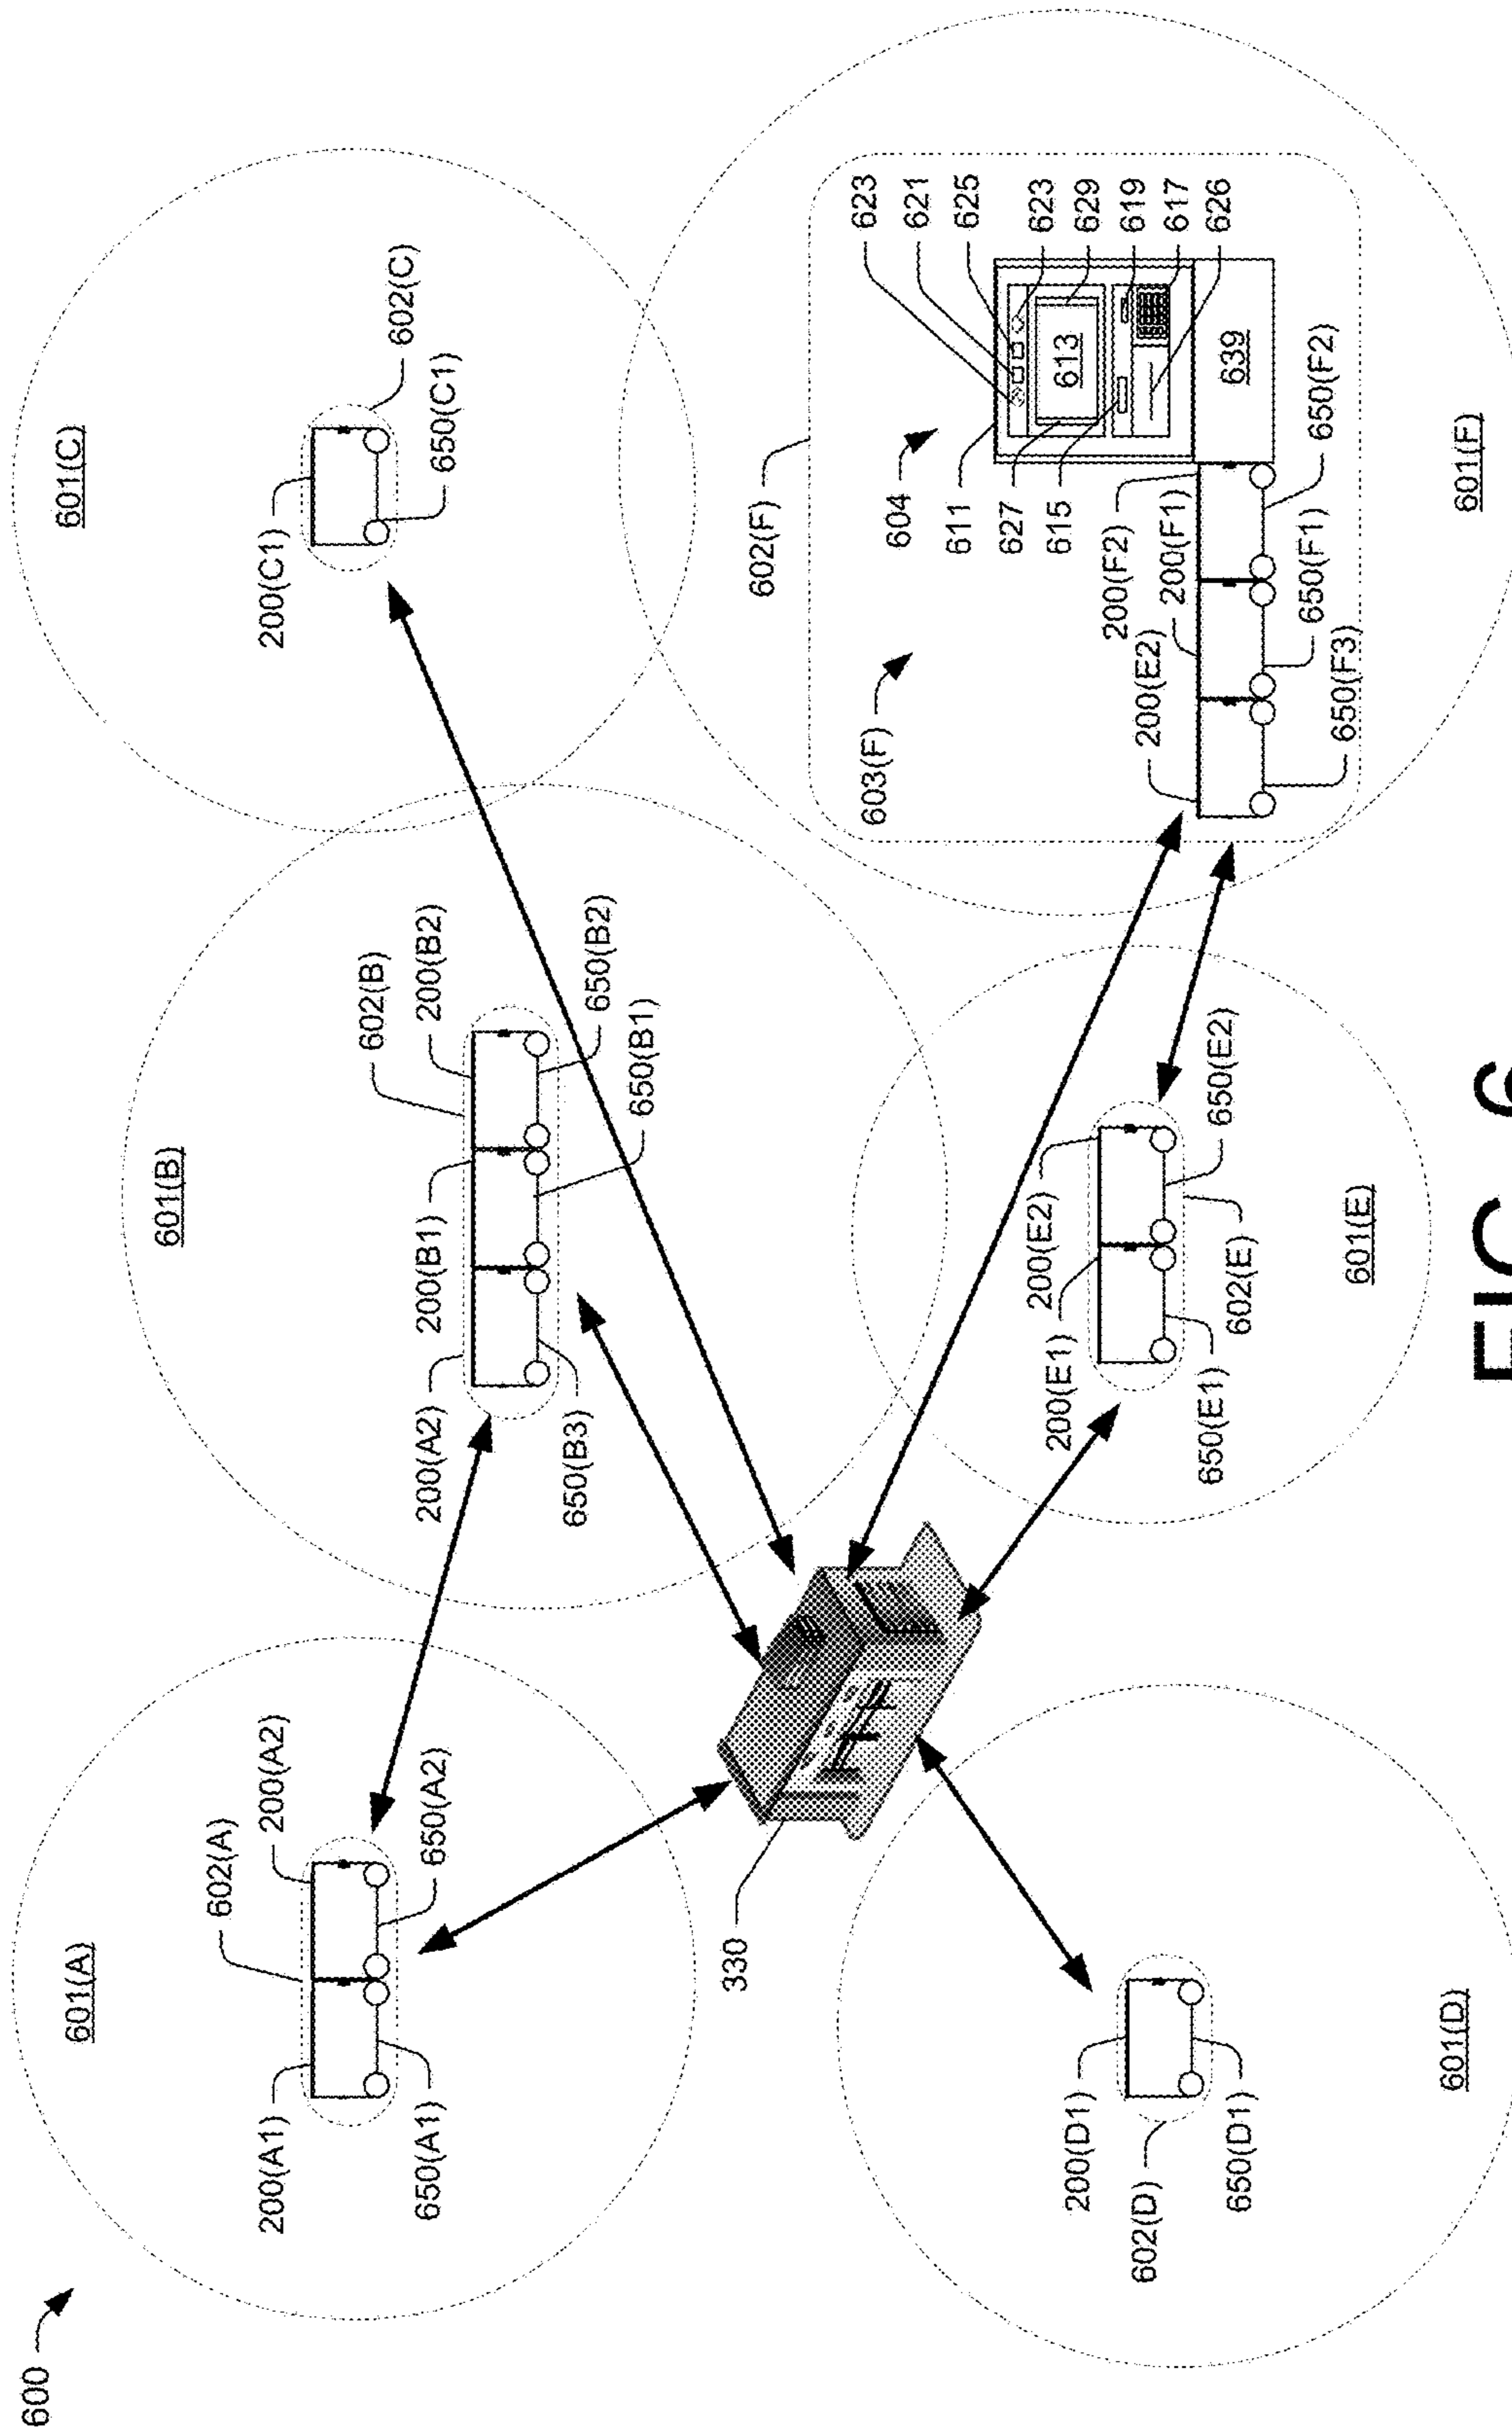 600
601(A)
602(A)
200(A1)
200(A2)
650(A1)
650(A2)
601(B)
602(B)
200(A2)
200(B1)
200(B2)
650(B3)
650(B1)
650(B2)
601(C)
200(C1)
602(C)
650(C1)
330
601(D)
200(D1)
602(D)
650(D1)
601(E)
200(E1)
200(E2)
650(E1)
602(E)
650(E2)
601(F)
602(F)
603(F)
604
611
627
615
623
621
625
623
629
619
617
626
613
639
200(E2)
200(F1)
200(F2)
650(F3)
650(F1)
650(F2)
FIG. 6